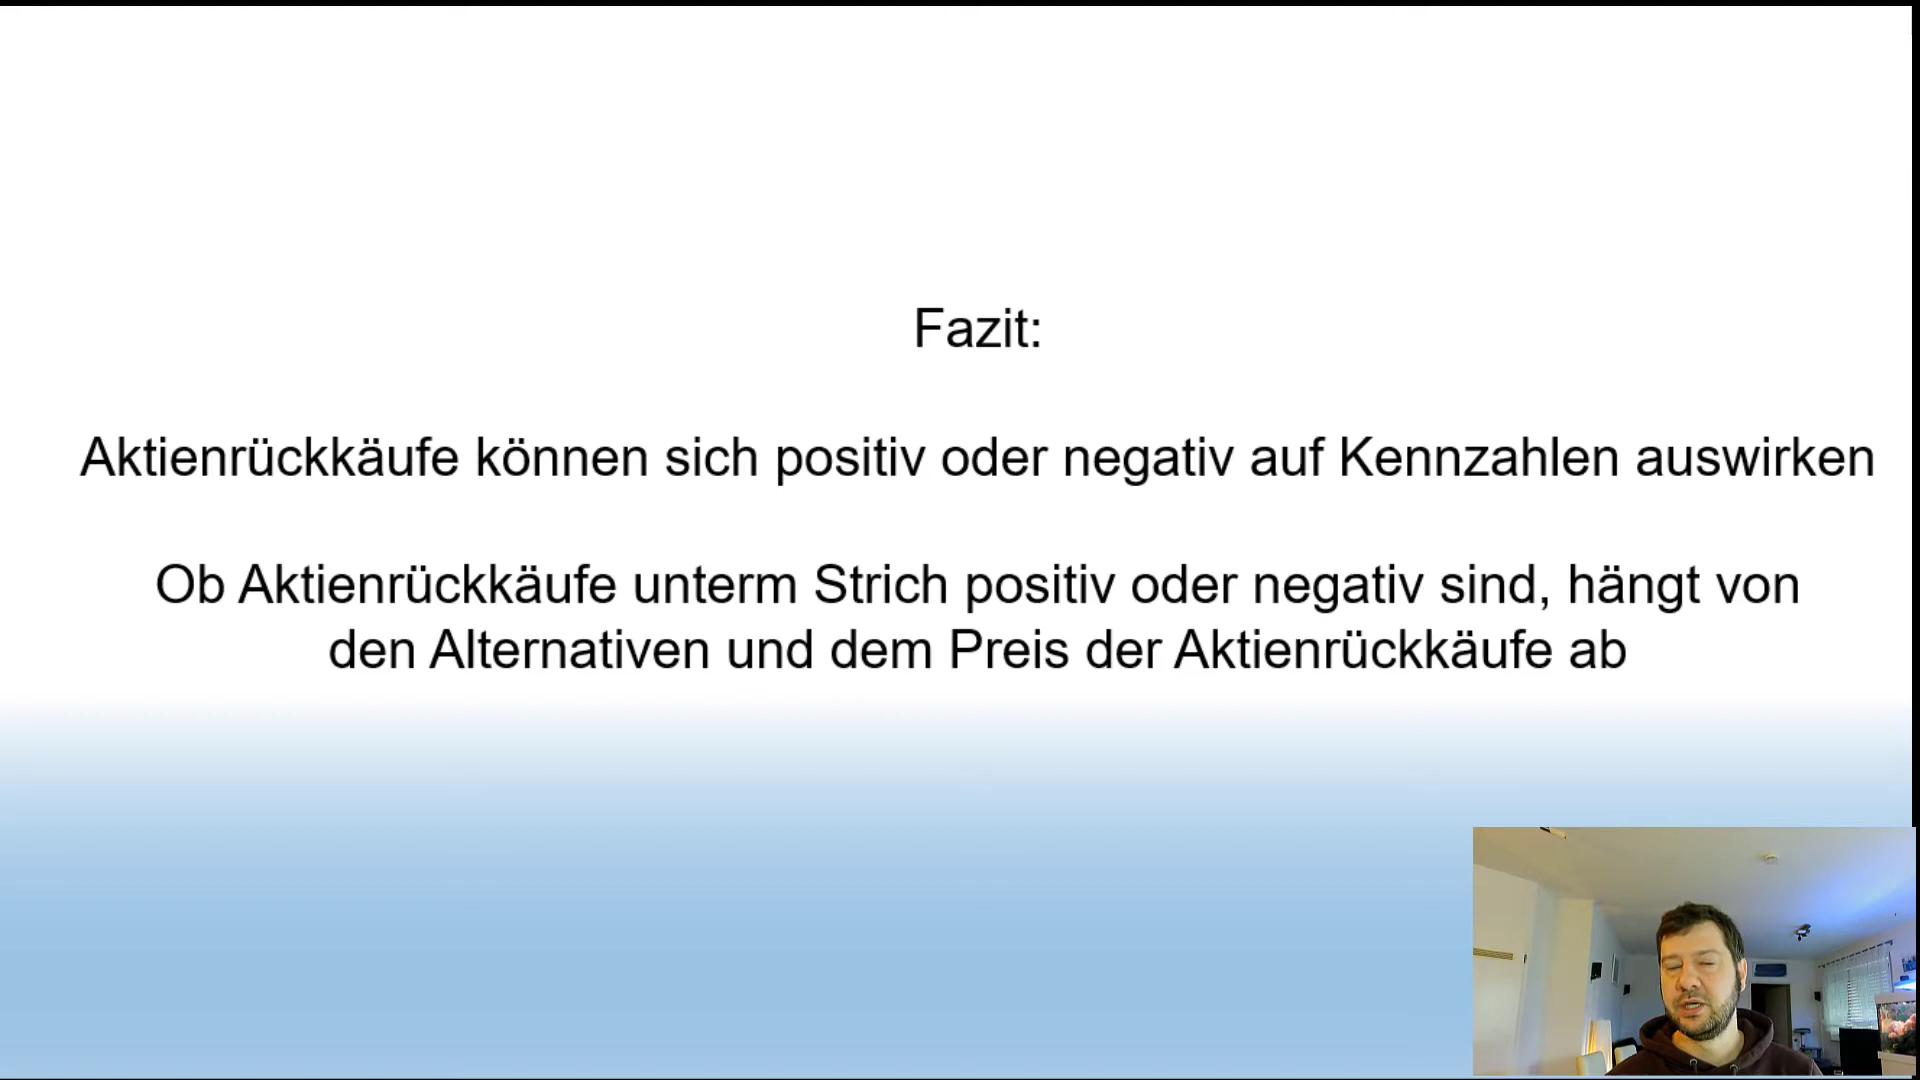 Fazit:
Aktienrückkäufe können sich positiv oder negativ auf Kennzahlen auswirken
Ob Aktienrückkäufe unterm Strich positiv oder negativ sind, hängt von
den Alternativen und dem Preis der Aktienrückkäufe ab